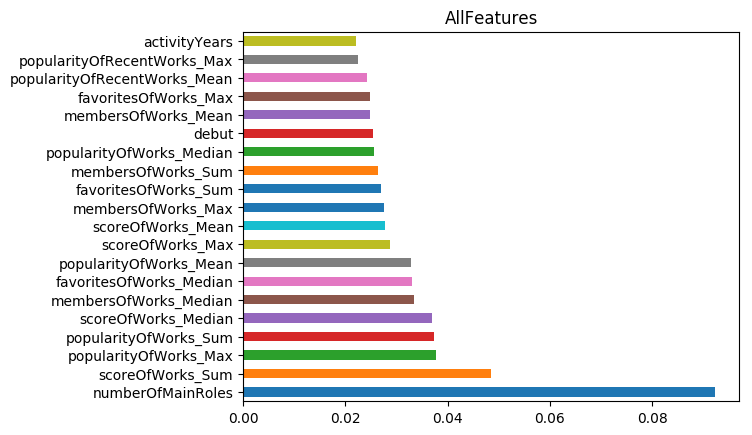 AllFeatures
activityYears
popularityOfRecentWorks_Max
popularityOfRecentWorks_Mean
favoritesOfWorks_Max
membersOfWorks_Mean
debut
popularityOfWorks_Median
membersOfWorks_Sum
favoritesOfWorks_Sum
membersOfWorks_Max
scoreOfWorks_Mean
scoreOfWorks_Max
popularityOfWorks_Mean
favoritesOfWorks_Median
membersOfWorks_Median
scoreOfWorks_Median
popularityOfWorks_Sum
popularityOfWorks_Max
scoreOfWorks_Sum
numberOfMainRoles
0.00 0.02 0.04 0.06 0.08